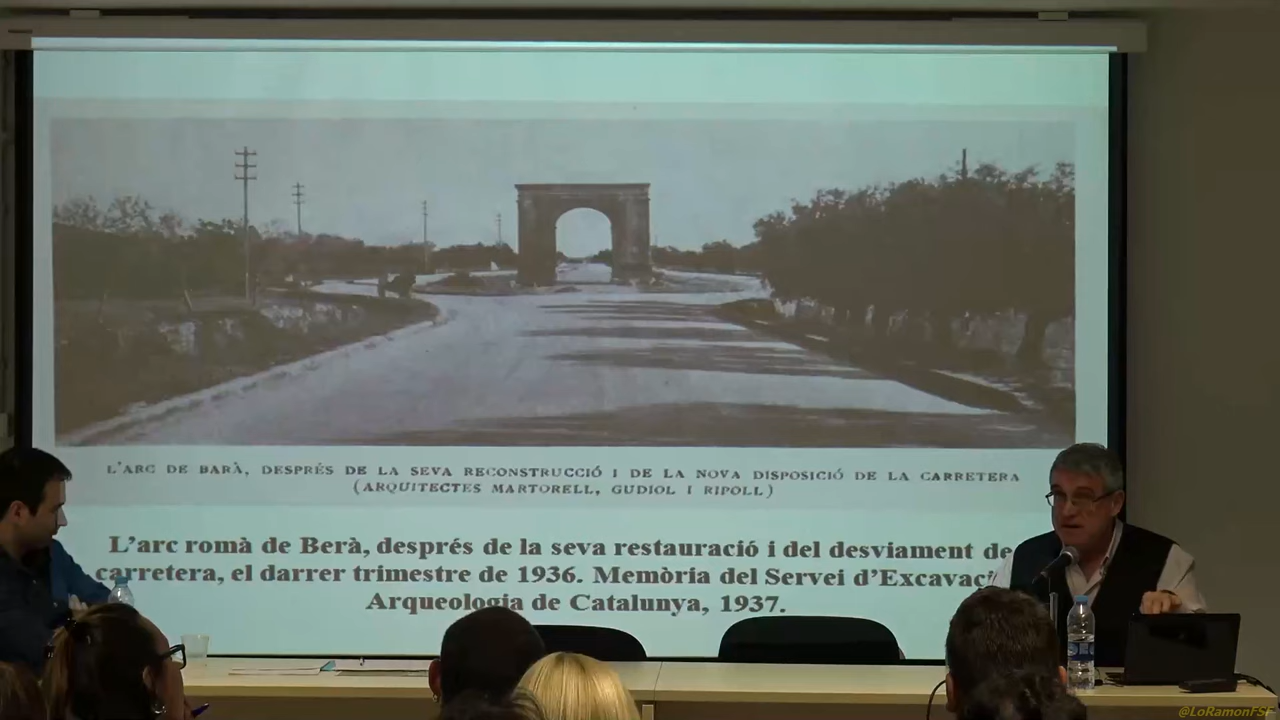 L'ARC DE BARÀ, DESPRÉS DE LA SEVA RECONSTRUCCIÓ I DE LA NOVA DISPOSICIÓ DE LA CARRETERA
(ARQUITECTES MARTORELL, GUDIOL I RIPOLL)
L'arc romà de Berà, després de la seva restauració i del desviament de
carretera, el darrer trimestre de 1936. Memòria del Servei d'Excavaci
Arqueologia de Catalunya, 1937.
@LoRamonFSF